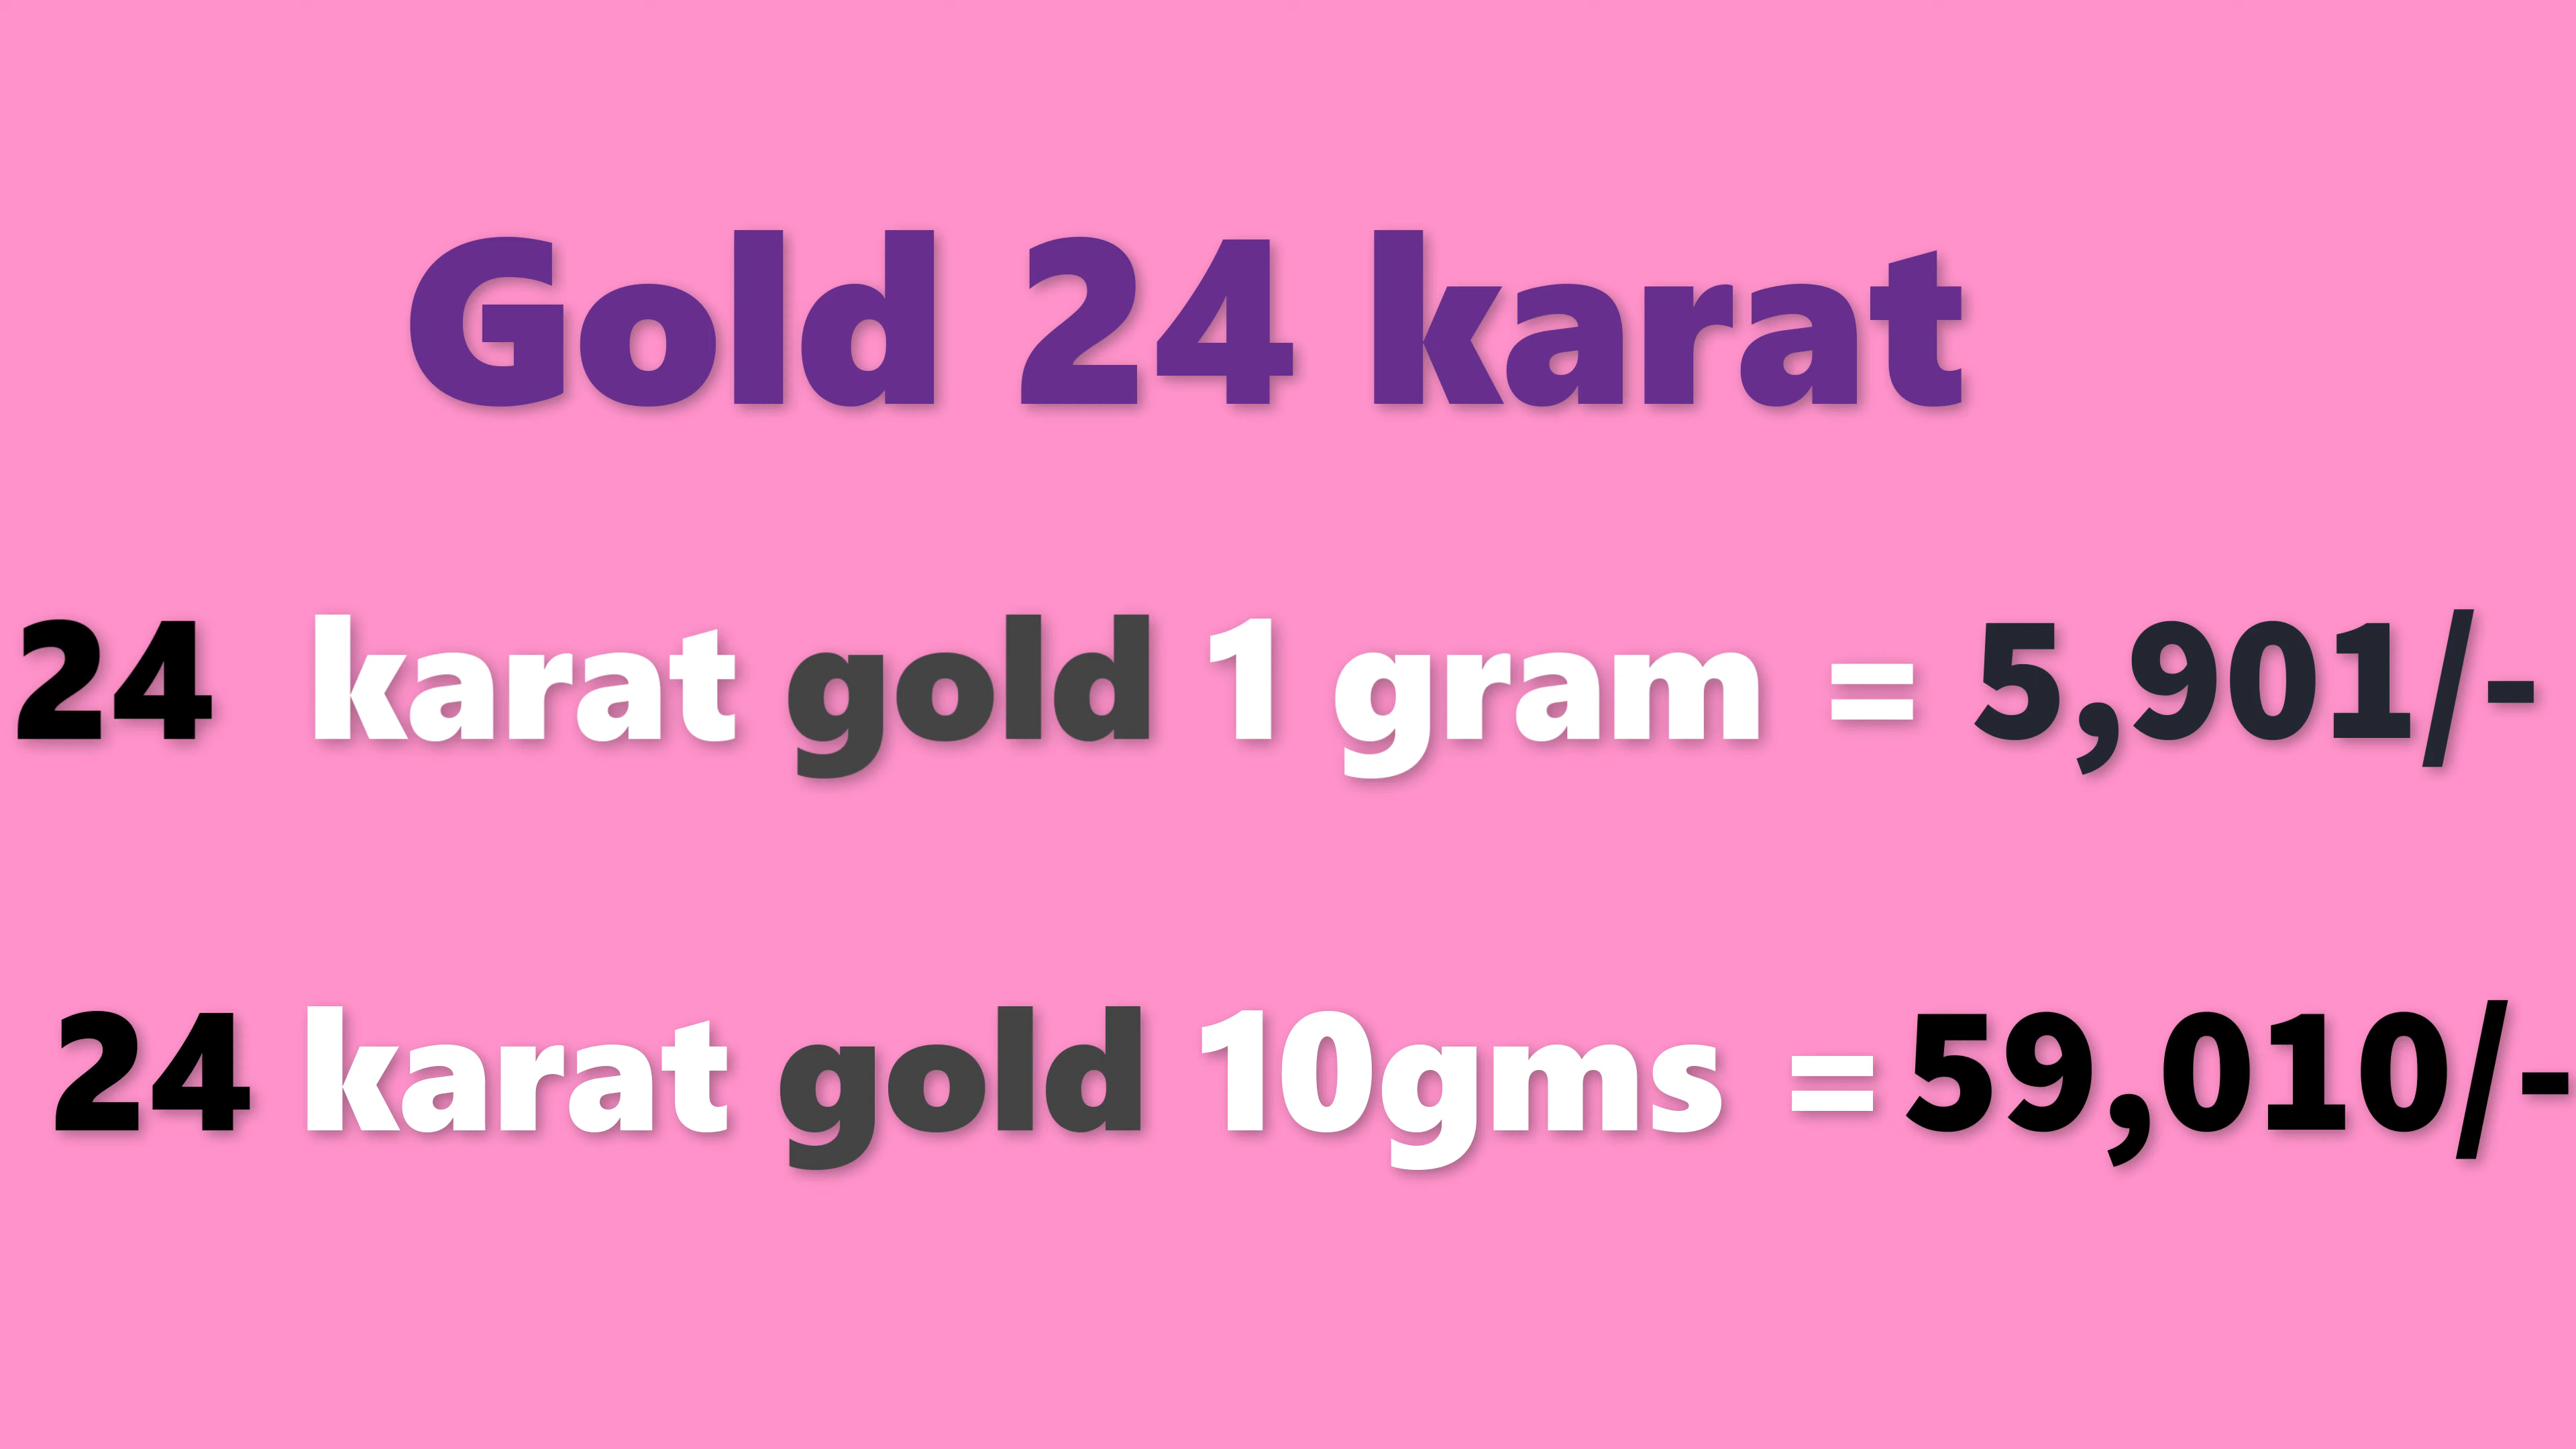 Gold 24 karat
24 karat gold 1 gram = 5,901/-
24 karat gold 10gms =59,010/-